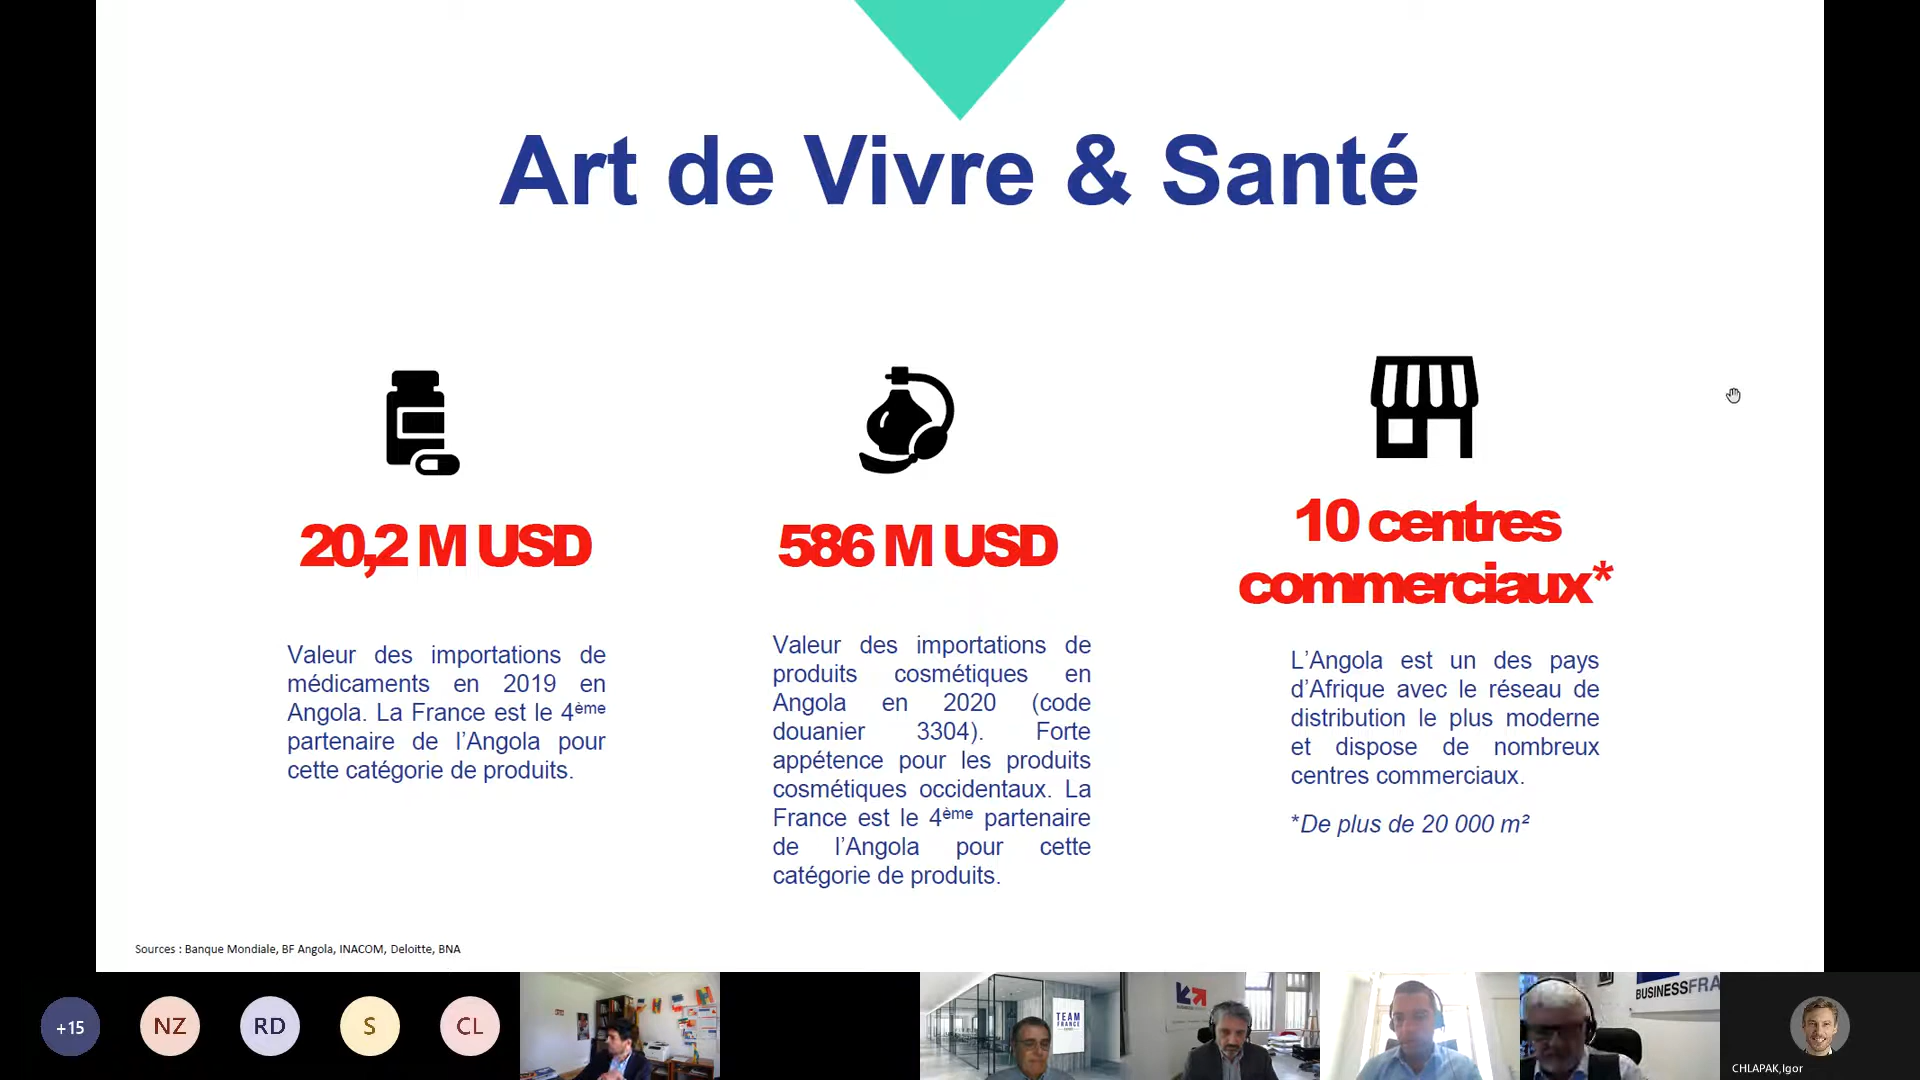 Art de Vivre & Santé
20,2 M USD
Valeur des importations de
médicaments en 2019 en
Angola. La France est le 4ème
partenaire de l’Angola pour
cette catégorie de produits.
586 M USD
Valeur des importations de
produits cosmétiques en
Angola en 2020 (code
douanier 3304). Forte
appétence pour les produits
cosmétiques occidentaux. La
France est le 4ème partenaire
de l’Angola pour cette
catégorie de produits.
10 centres
commerciaux*
L’Angola est un des pays
d’Afrique avec le réseau de
distribution le plus moderne
et dispose de nombreux
centres commerciaux.
*De plus de 20 000 m²
Sources : Banque Mondiale, BF Angola, INACOM, Deloitte, BNA
+15
NZ
RD
S
CL
TEAM
FRANCE
BUSINESSFRA
CHLAPAK,Igor